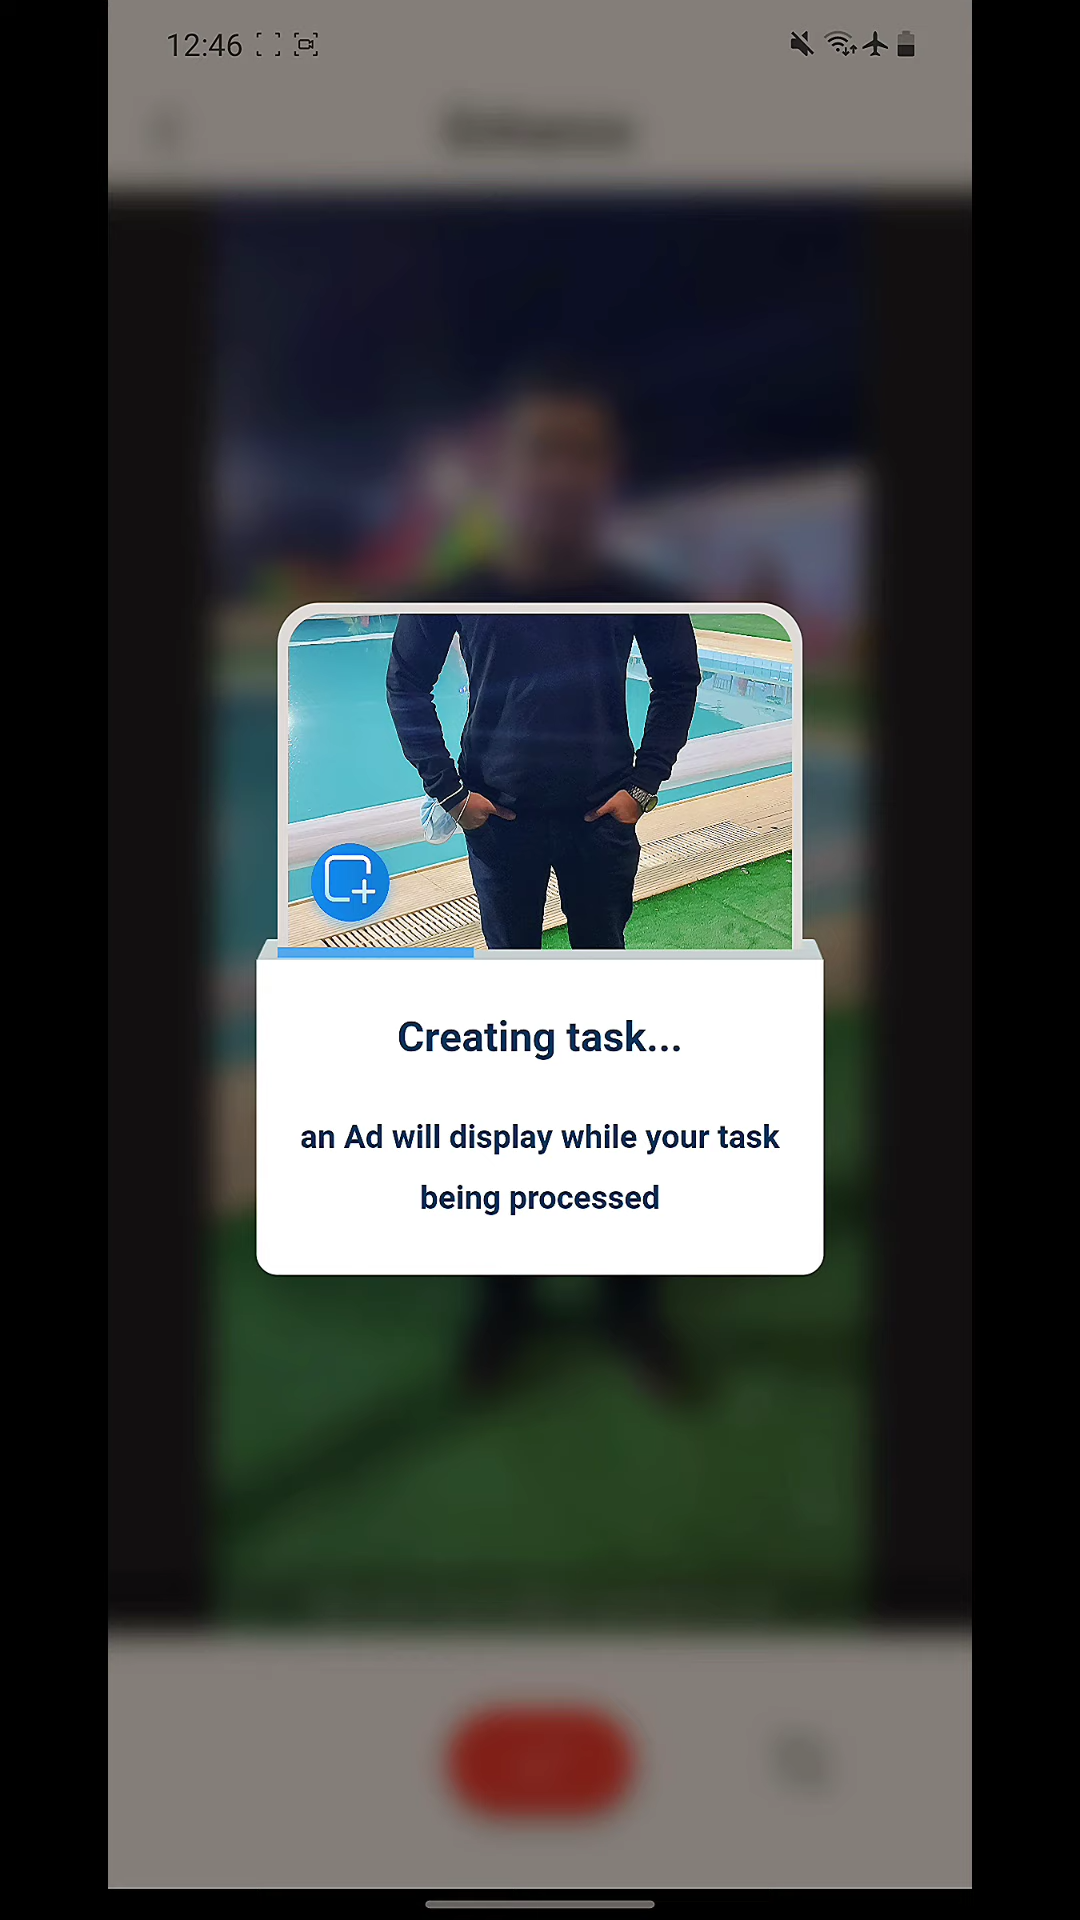 12:46
Creating task...
an Ad will display while your task
being processed